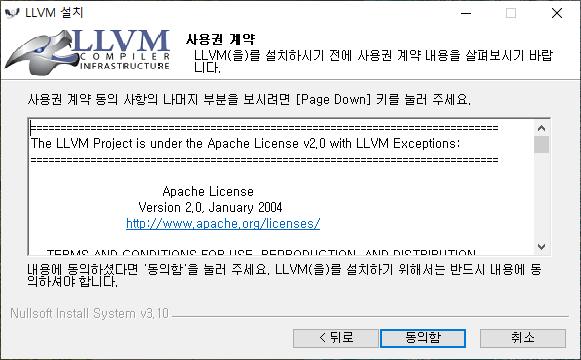 LLVM 설치
LLVM
COMPILER
INFRASTRUCTURE
사용권 계약
LLVM(을)를 설치하시기 전에 사용권 계약 내용을 살펴보시기 바랍
니다.
사용권 계약 동의 사항의 나머지 부분을 보시려면 [Page Down] 키를 눌러 주세요.
==============================================================================
The LLVM Project is under the Apache License v2.0 with LLVM Exceptions:
==============================================================================
Apache License
Version 2.0, January 2004
http://www.apache.org/licenses/
TERMS AND CONDITIONS FOR USE, REPRODUCTION, AND DISTRIBUTION
내용에 동의하셨다면 '동의함'을 눌러 주세요. LLVM(을)를 설치하기 위해서는 반드시 내용에 동
의하셔야 합니다.
Nullsoft Install System v3.10
< 뒤로
동의함
취소